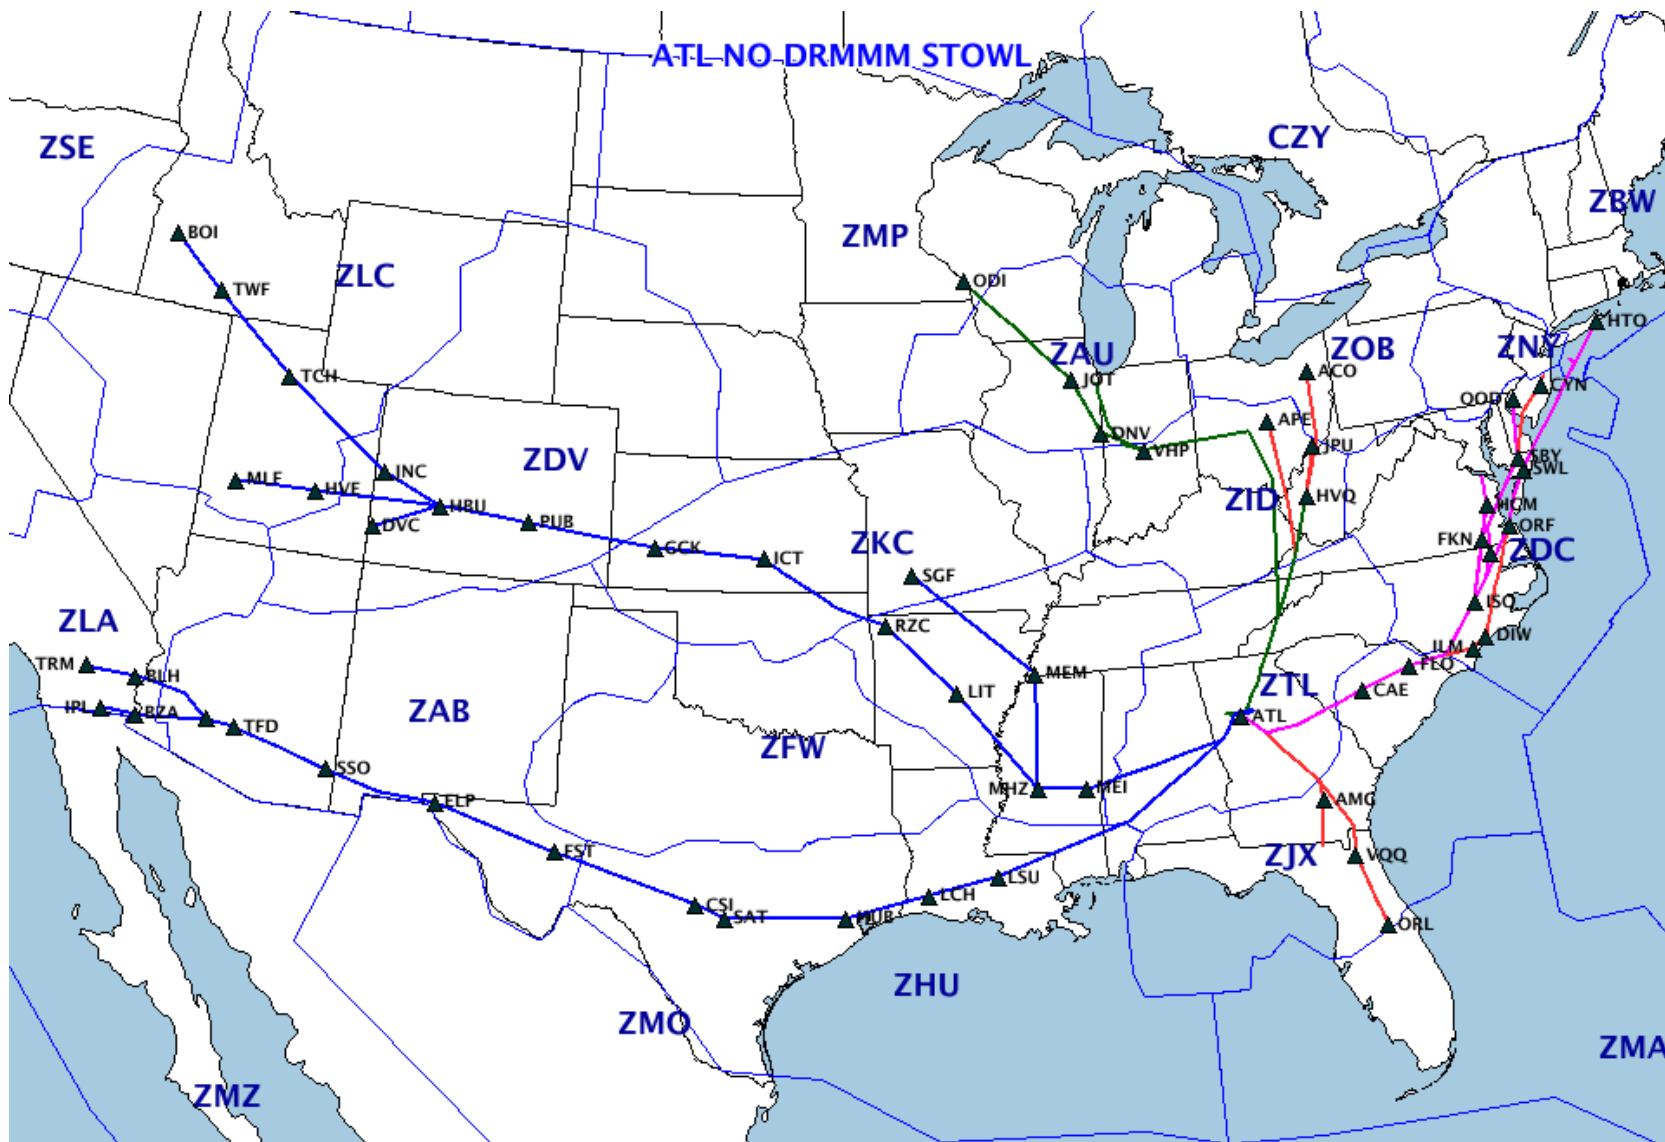 ATL NO DRMMM STOWL
CZY
ZSE
ZBW
BOI
ZMP
ZLC
ODI
TWF
HTO
ZAU
ZOB
ZNY
TCH
JOT
ACO
CYN
QOD
APE
DNV
JPU
VHP
ZDV
SBY
SWL
INC
MLF
HVE
ZID
HVQ
HBU
HCM
DVC
PUB
ORF
ZKC
FKN
ZDC
GCK
ICT
SGF
ISO
ZLA
RZC
DIW
ILM
TRM
BLH
MEM
FLO
ZTL
CAE
LIT
IPL
BZA
ZAB
ATL
TFD
ZFW
SSO
MHZ
MEI
ELP
AMG
FST
ZJX
VQQ
LSU
LCH
CSI
SAT
HUB
ORL
ZHU
ZMO
ZMA
ZMZ